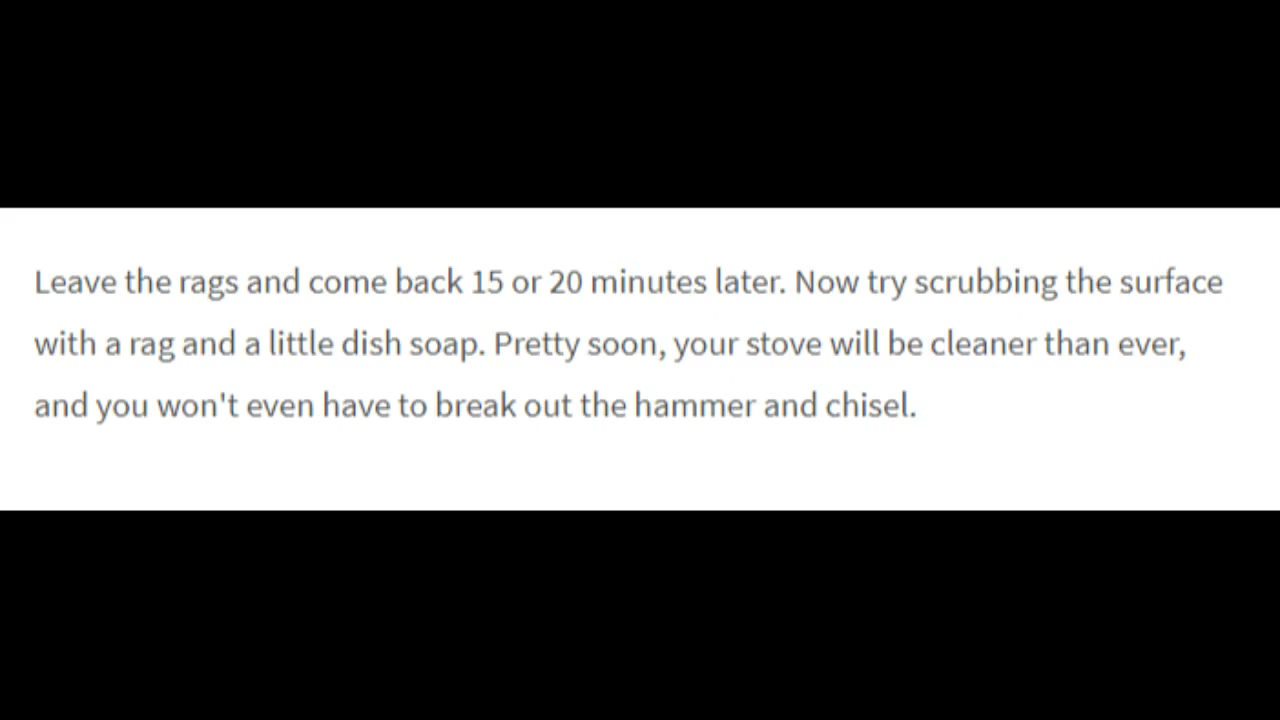 Leave the rags and come back 15 or 20 minutes later. Now try scrubbing the surface
with a rag and a little dish soap. Pretty soon, your stove will be cleaner than ever,
and you won't even have to break out the hammer and chisel.